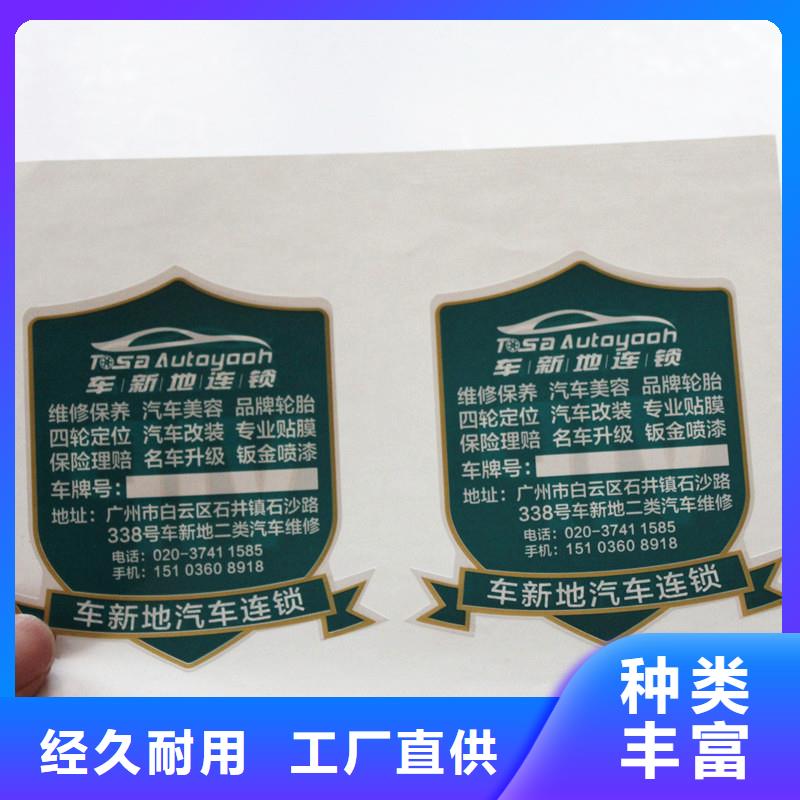 Tosa Autoyooh
车新地连锁
维修保养 汽车美容 品牌轮胎
四轮定位 汽车改装 专业贴膜
保险理赔 名车升级 钣金喷漆
车牌号:
地址: 广州市白云区石井镇石沙路
338号车新地二类汽车维修
电话: 020-3741 1585
手机: 151 0360 8918
车新地汽车连锁
Tosa Autoyooh
车新地连锁
维修保养 汽车美容 品牌轮胎
四轮定位 汽车改装 专业贴膜
保险理赔 名车升级 钣金喷漆
车牌号:
地址: 广州市白云区石井镇石沙路
338号车新地二类汽车维修
电话: 020-3741 1585
手机: 151 0360 8918
车新地汽车连锁
经久耐用 工厂直供
种类
丰富